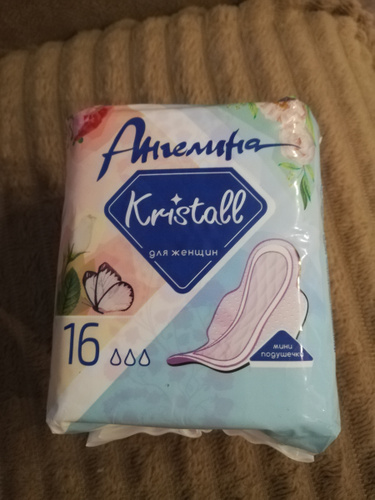 Ангелина
Kristall
для женщин
16
мини
подушечки